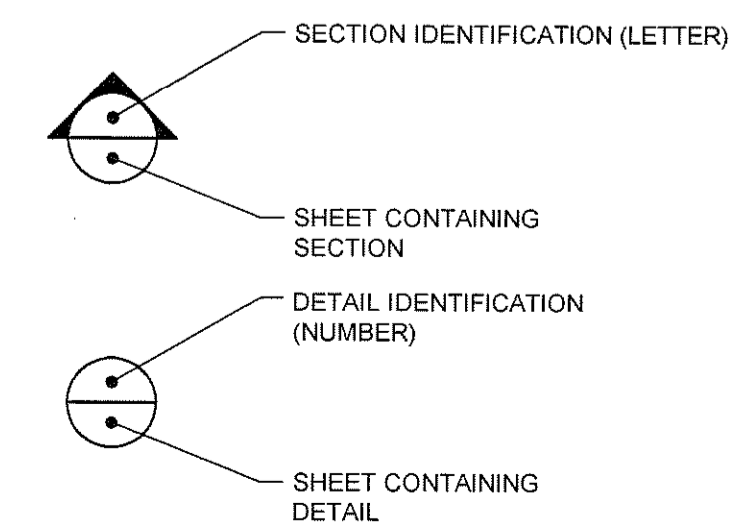 SECTION IDENTIFICATION (LETTER)
SHEET CONTAINING
SECTION
DETAIL IDENTIFICATION
(NUMBER)
SHEET CONTAINING
DETAIL